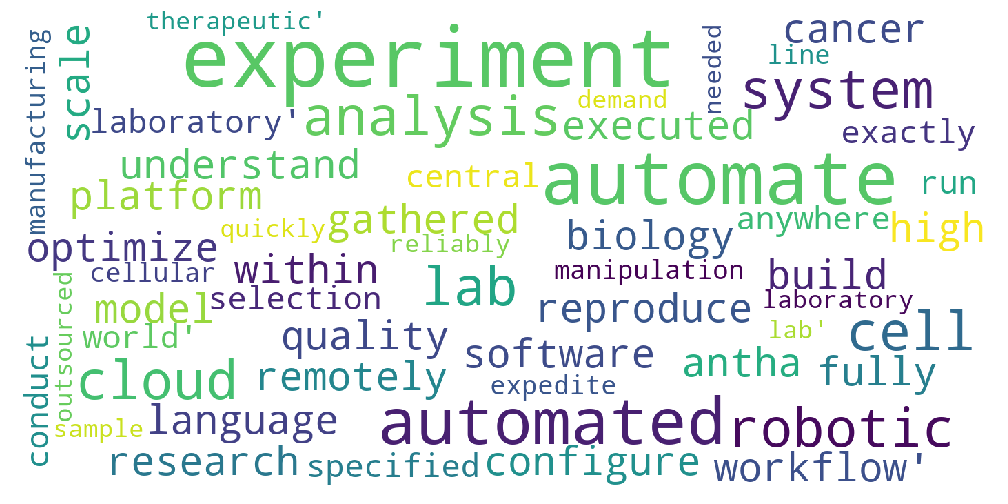 therapeutic'
experiment
cancer
line
manufacturing
scale
needed
system
demand
laboratory'
analysis
executed
exactly
understand
central
automate
run
platform
gathered
anywhere
high
quickly
reliably
biology
optimize
cellular
within
manipulation
build
selection
lab
laboratory
outsourced
model
reproduce
world'
quality
lab'
cell
software
antha
fully
conduct
cloud
remotely
expedite
sample
language
automated
robotic
research
specified
configure
workflow'